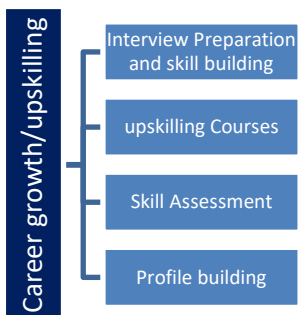 Career growth/upskilling
Interview Preparation
and skill building
upskilling Courses
Skill Assessment
Profile building